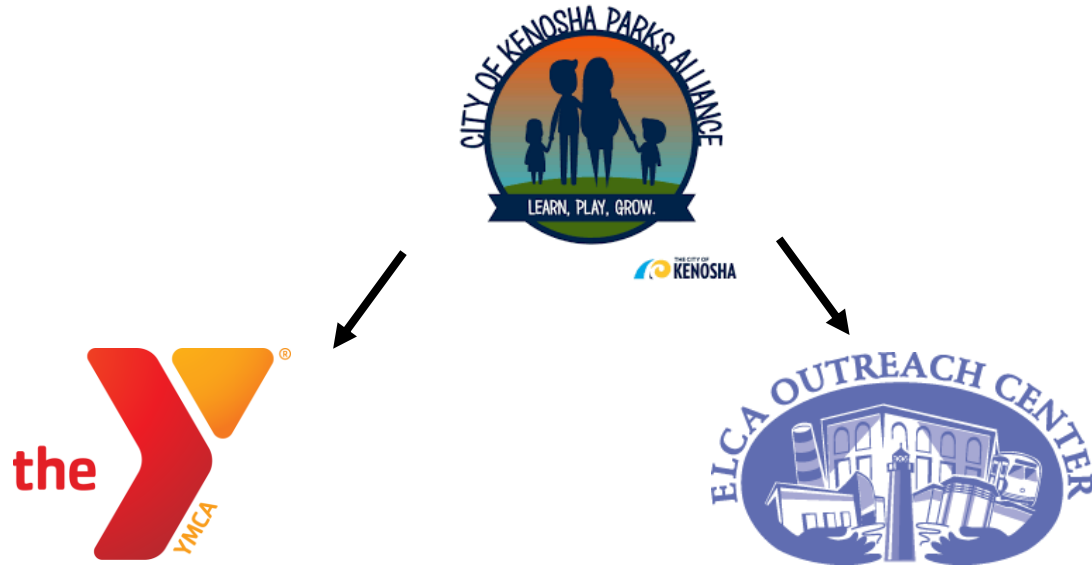 CITY OF KENOSHA PARKS ALLIANCE
LEARN, PLAY, GROW.
THE CITY OF
KENOSHA
the
YMCA
®
ELCA OUTREACH CENTER